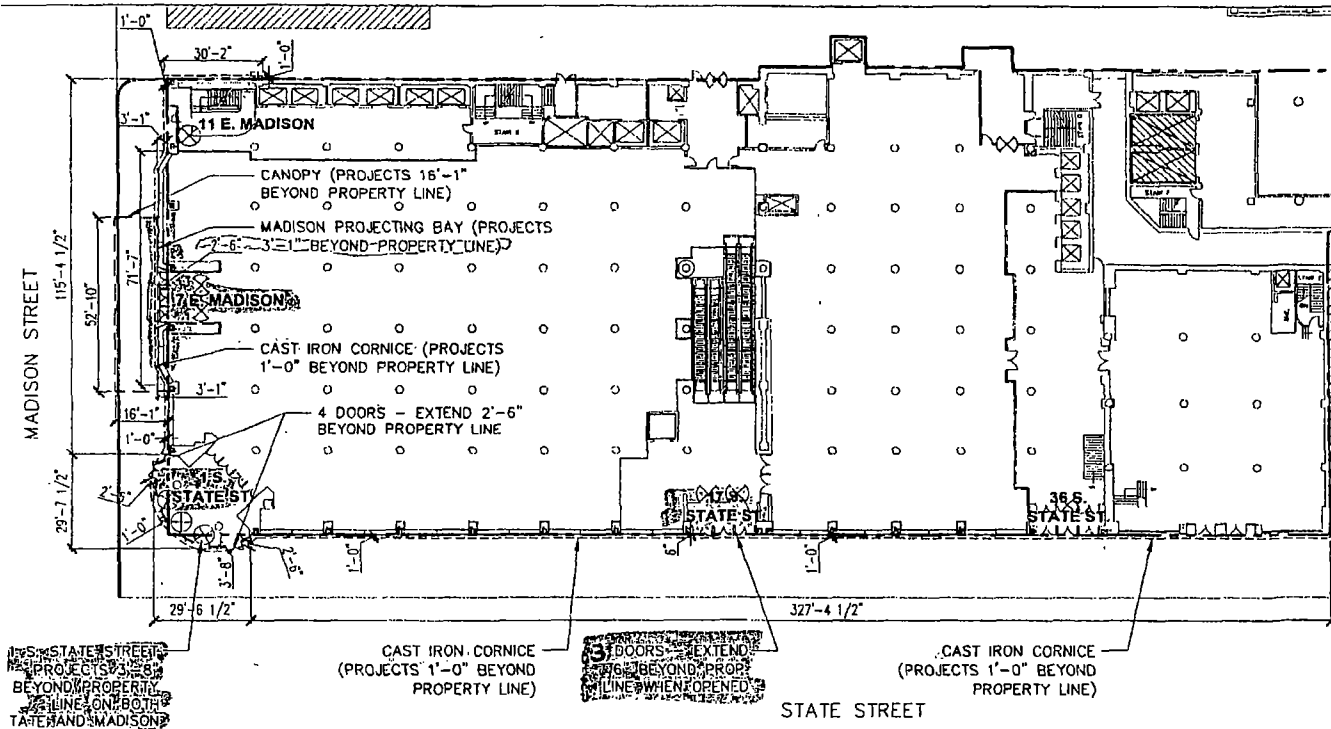 1'-0"
30'-2"
1'-0"
3'-1"
11 E. MADISON
STAIR
CANOPY (PROJECTS 16'-1"
BEYOND PROPERTY LINE)
MADISON PROJECTING BAY (PROJECTS
3'-1" BEYOND PROPERTY LINE)
2'-6"
MADISON STREET
115'-4 1/2"
71'-7"
52'-10"
7 E. MADISON
CAST IRON CORNICE (PROJECTS
1'-0" BEYOND PROPERTY LINE)
3'-1"
16'-1"
1'-0"
4 DOORS - EXTEND 2'-6"
BEYOND PROPERTY LINE
29'-7 1/2"
2'-6"
1'-0"
1 S.
STATE ST
17 S.
STATE ST
36 S.
STATE ST
3'-8"
2'-6"
1'-0"
6"
1'-0"
29'-6 1/2"
327'-4 1/2"
1 S. STATE STREET
PROJECTS 3'-8"
BEYOND PROPERTY
LINE ON BOTH
TATE AND MADISON
CAST IRON CORNICE
(PROJECTS 1'-0" BEYOND
PROPERTY LINE)
3 DOORS - EXTEND
BEYOND PROP
LINE WHEN OPENED
CAST IRON CORNICE
(PROJECTS 1'-0" BEYOND
PROPERTY LINE)
STATE STREET